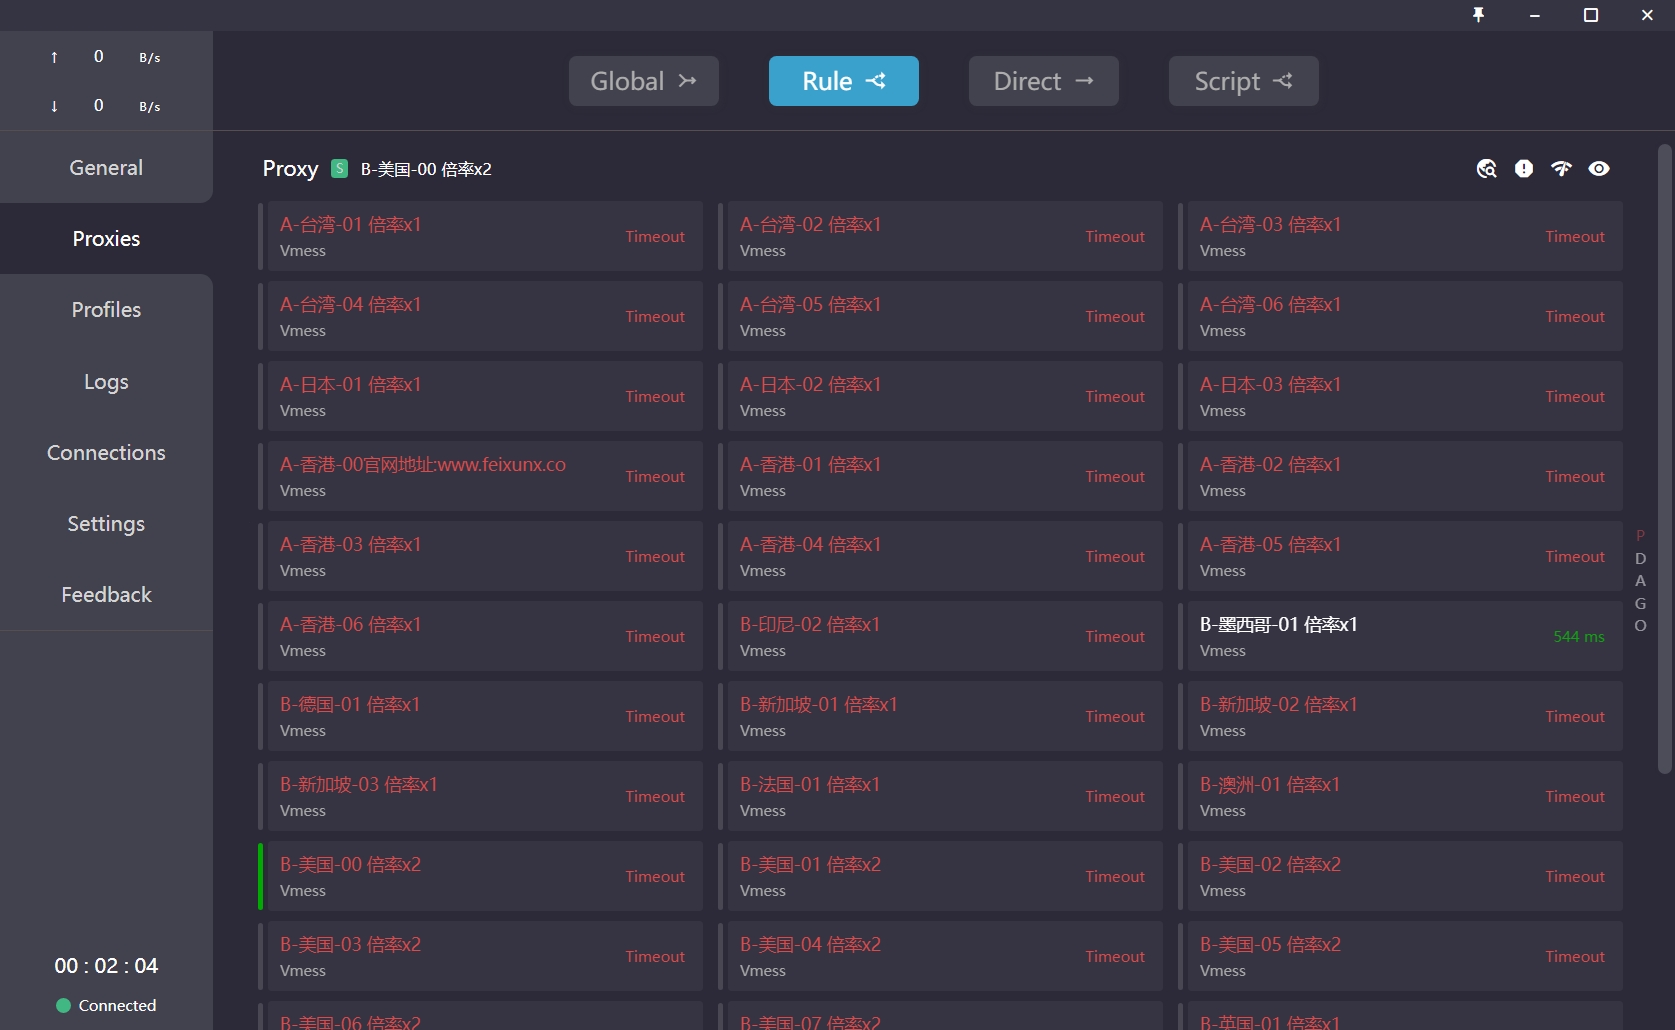 ↑ 0 B/s
↓ 0 B/s
General
Proxies
Profiles
Logs
Connections
Settings
Feedback
00 : 02 : 04
Connected
Global
Rule
Direct
Script
Proxy S B-美国-00 倍率x2
A-台湾-01 倍率x1
Vmess
Timeout
A-台湾-02 倍率x1
Vmess
Timeout
A-台湾-03 倍率x1
Vmess
Timeout
A-台湾-04 倍率x1
Vmess
Timeout
A-台湾-05 倍率x1
Vmess
Timeout
A-台湾-06 倍率x1
Vmess
Timeout
A-日本-01 倍率x1
Vmess
Timeout
A-日本-02 倍率x1
Vmess
Timeout
A-日本-03 倍率x1
Vmess
Timeout
A-香港-00官网地址:www.feixunx.co
Vmess
Timeout
A-香港-01 倍率x1
Vmess
Timeout
A-香港-02 倍率x1
Vmess
Timeout
A-香港-03 倍率x1
Vmess
Timeout
A-香港-04 倍率x1
Vmess
Timeout
A-香港-05 倍率x1
Vmess
Timeout
A-香港-06 倍率x1
Vmess
Timeout
B-印尼-02 倍率x1
Vmess
Timeout
B-墨西哥-01 倍率x1
Vmess
544 ms
B-德国-01 倍率x1
Vmess
Timeout
B-新加坡-01 倍率x1
Vmess
Timeout
B-新加坡-02 倍率x1
Vmess
Timeout
B-新加坡-03 倍率x1
Vmess
Timeout
B-法国-01 倍率x1
Vmess
Timeout
B-澳洲-01 倍率x1
Vmess
Timeout
B-美国-00 倍率x2
Vmess
Timeout
B-美国-01 倍率x2
Vmess
Timeout
B-美国-02 倍率x2
Vmess
Timeout
B-美国-03 倍率x2
Vmess
Timeout
B-美国-04 倍率x2
Vmess
Timeout
B-美国-05 倍率x2
Vmess
Timeout
B-美国-06 倍率x2
B-美国-07 倍率x2
B-英国-01 倍率x1
P
D
A
G
O